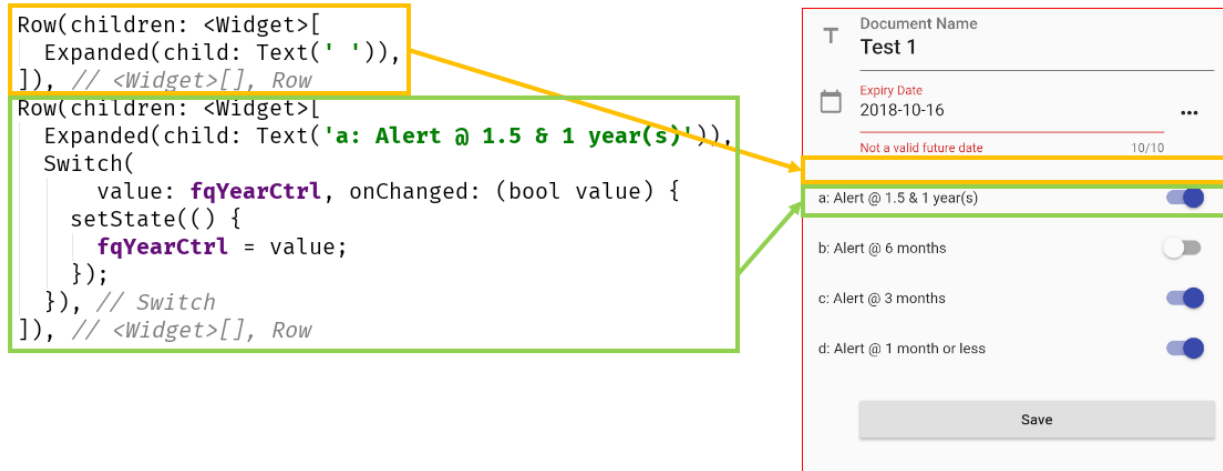 Row(children: <Widget>[
Expanded(child: Text(' ')),
]), // <Widget>[], Row
Row(children: <Widget>[
Expanded(child: Text('a: Alert @ 1.5 & 1 year(s)')),
Switch(
value: fqYearCtrl, onChanged: (bool value) {
setState(() {
fqYearCtrl = value;
});
}), // Switch
]), // <Widget>[], Row
Document Name
Test 1
Expiry Date
2018-10-16
Not a valid future date 10/10
a: Alert @ 1.5 & 1 year(s)
b: Alert @ 6 months
c: Alert @ 3 months
d: Alert @ 1 month or less
Save